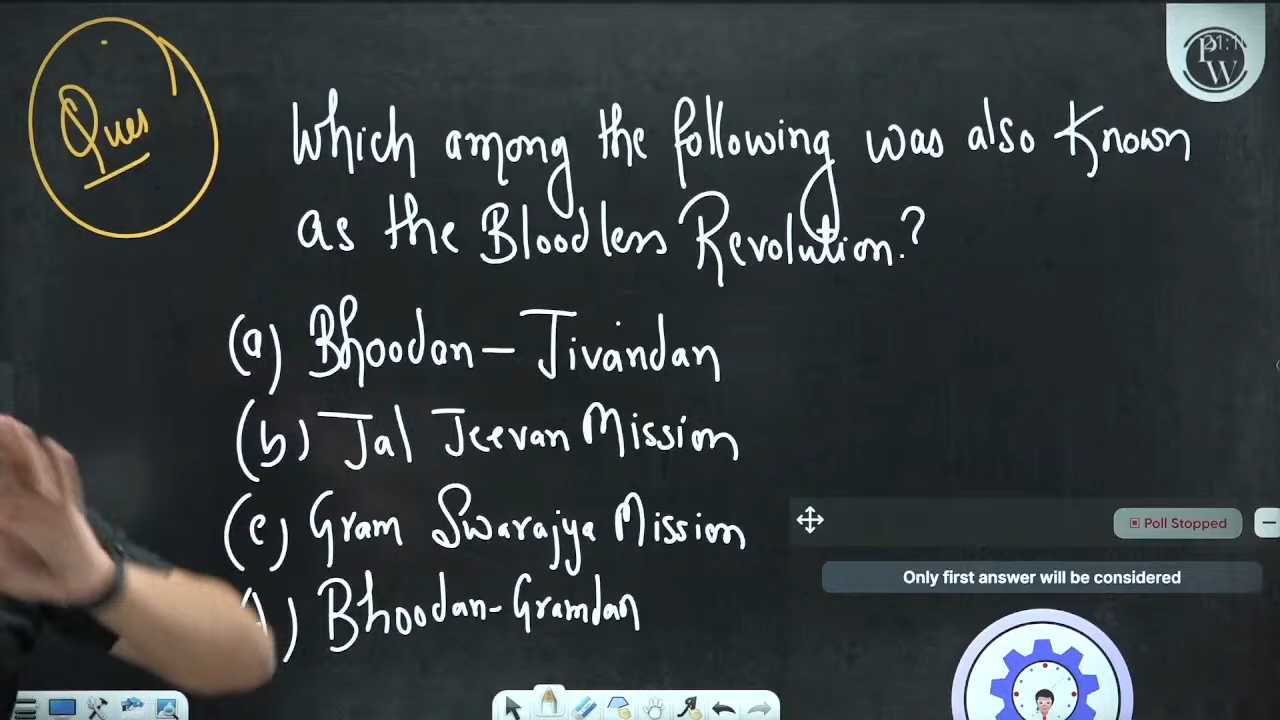 Ques
Which among the following was also Known
as the Bloodless Revolution.?
(a) Bhoodan - Jivandan
(b) Jal Jeevan Mission
(c) Gram Swarajya Mission
) Bhoodan-Gramdan
PW
Poll Stopped
Only first answer will be considered